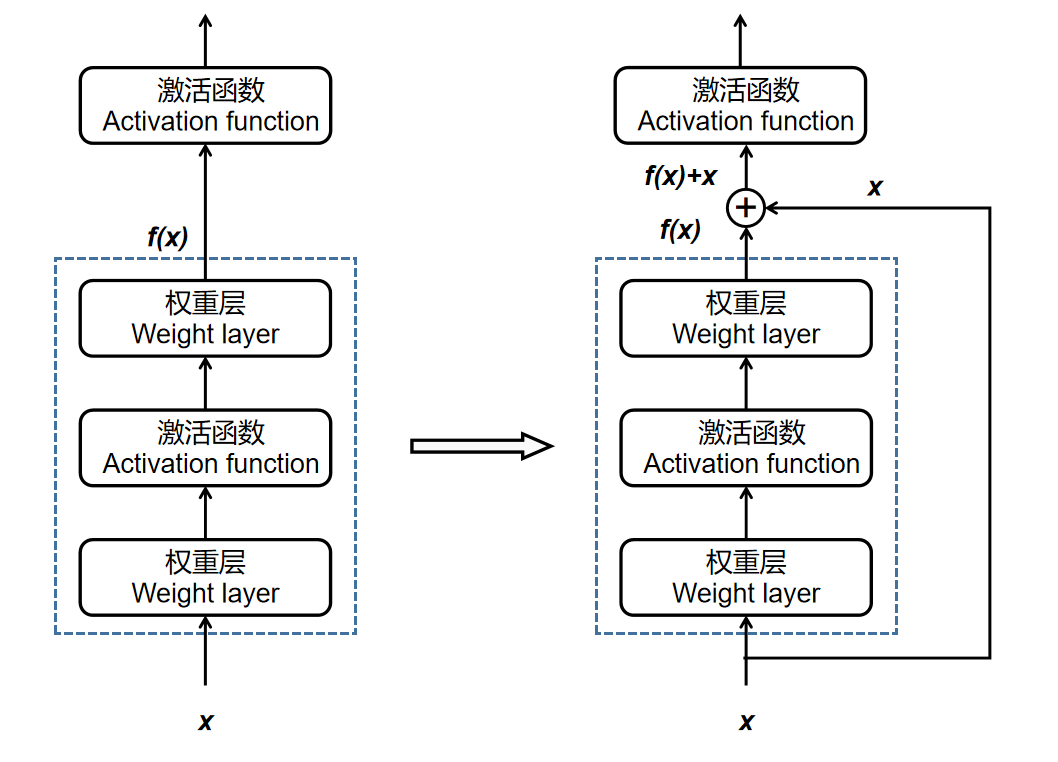 激活函数
Activation function
f(x)
权重层
Weight layer
激活函数
Activation function
权重层
Weight layer
x
激活函数
Activation function
f(x)+x
x
+
f(x)
权重层
Weight layer
激活函数
Activation function
权重层
Weight layer
x